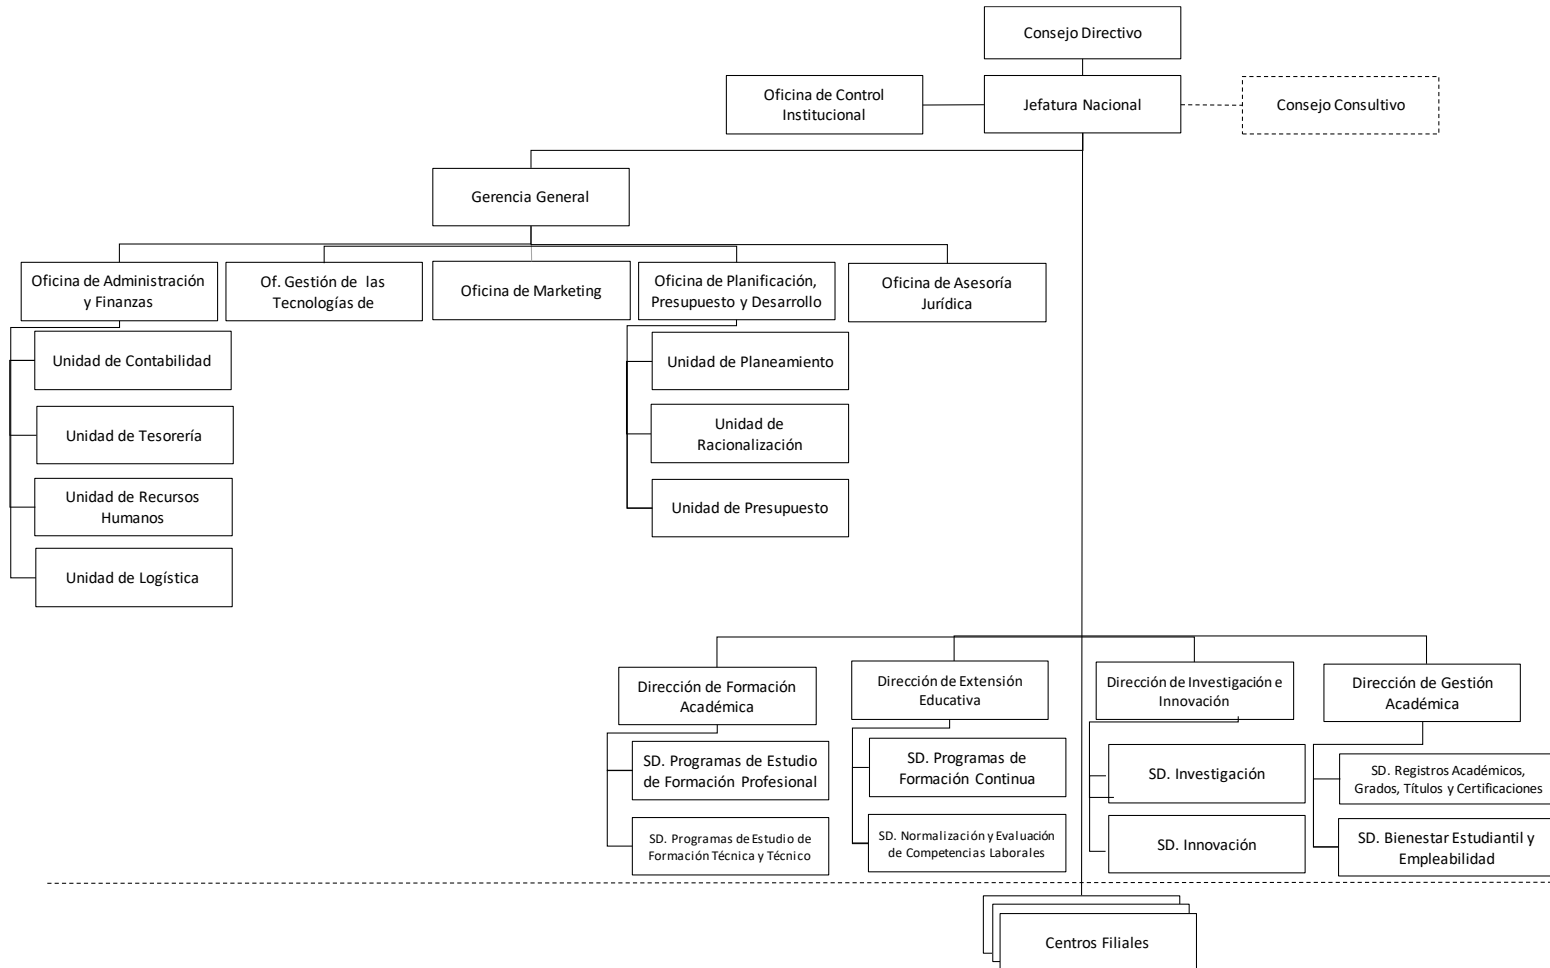 Consejo Directivo
Oficina de Control
Institucional
Jefatura Nacional
Consejo Consultivo
Gerencia General
Oficina de Administración
y Finanzas
Of. Gestión de las
Tecnologías de
Oficina de Marketing
Oficina de Planificación,
Presupuesto y Desarrollo
Oficina de Asesoría
Jurídica
Unidad de Contabilidad
Unidad de Tesorería
Unidad de Recursos
Humanos
Unidad de Logística
Unidad de Planeamiento
Unidad de
Racionalización
Unidad de Presupuesto
Dirección de Formación
Académica
Dirección de Extensión
Educativa
Dirección de Investigación e
Innovación
Dirección de Gestión
Académica
SD. Programas de Estudio
de Formación Profesional
SD. Programas de Estudio de
Formación Técnica y Técnico
SD. Programas de
Formación Continua
SD. Normalización y Evaluación
de Competencias Laborales
SD. Investigación
SD. Innovación
SD. Registros Académicos,
Grados, Títulos y Certificaciones
SD. Bienestar Estudiantil y
Empleabilidad
Centros Filiales